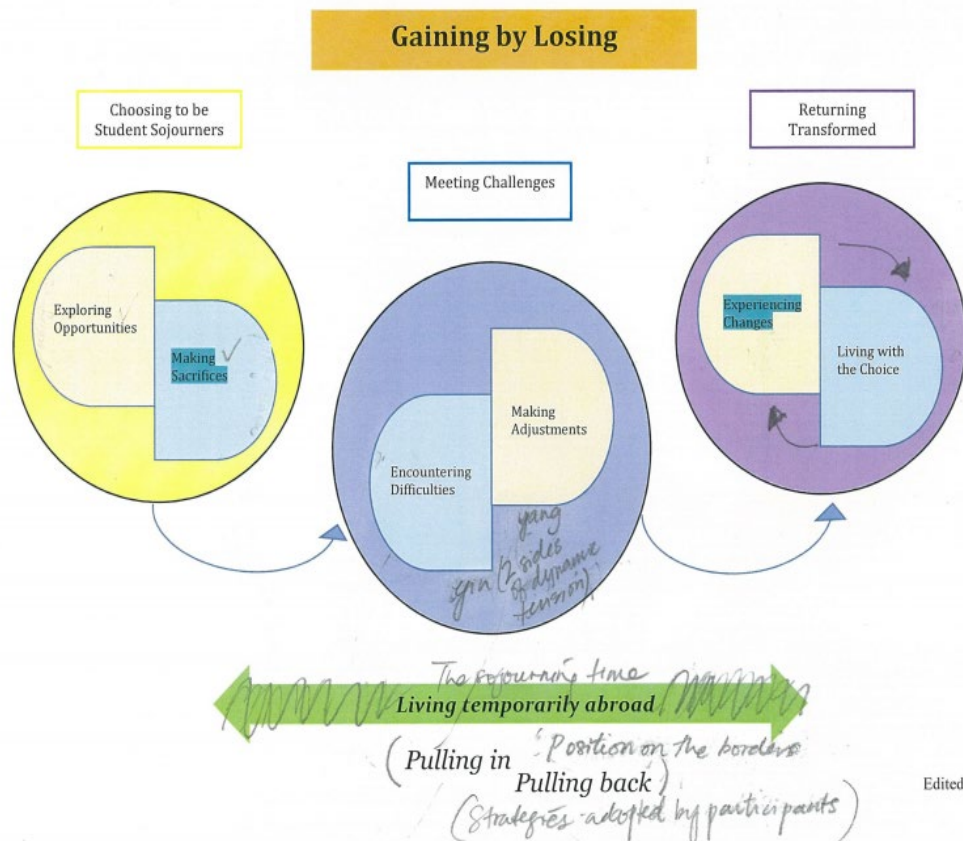 Gaining by Losing
Choosing to be
Student Sojourners
Meeting Challenges
Returning
Transformed
Exploring
Opportunities
Making
Sacrifices
Encountering
Difficulties
Making
Adjustments
yang
yin (2 sides
of dynamic
tension)
Experiencing
Changes
Living with
the Choice
The sojourning time
Living temporarily abroad
Position on the borders
(Pulling in
Pulling back)
(Strategies adopted by participants)
Edited